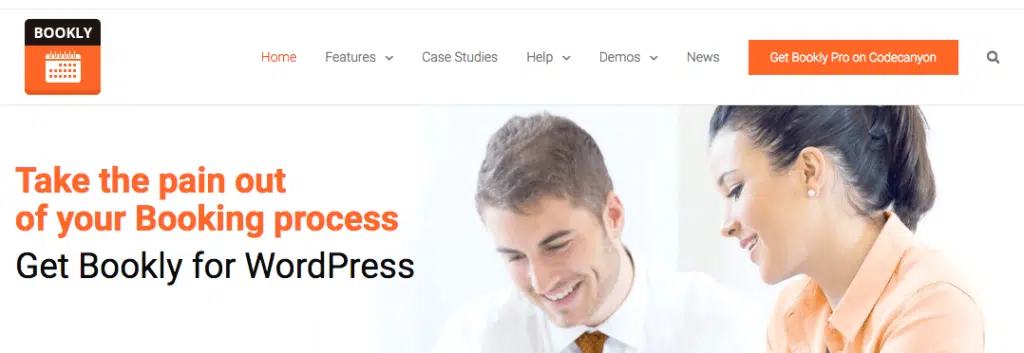 BOOKLY
Home Features Case Studies Help Demos News Get Bookly Pro on Codecanyon
Take the pain out
of your Booking process
Get Bookly for WordPress